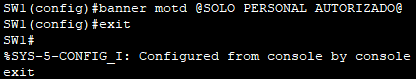 SW1(config)#banner motd @SOLO PERSONAL AUTORIZADO@
SW1(config)#exit
SW1#
%SYS-5-CONFIG_I: Configured from console by console
exit